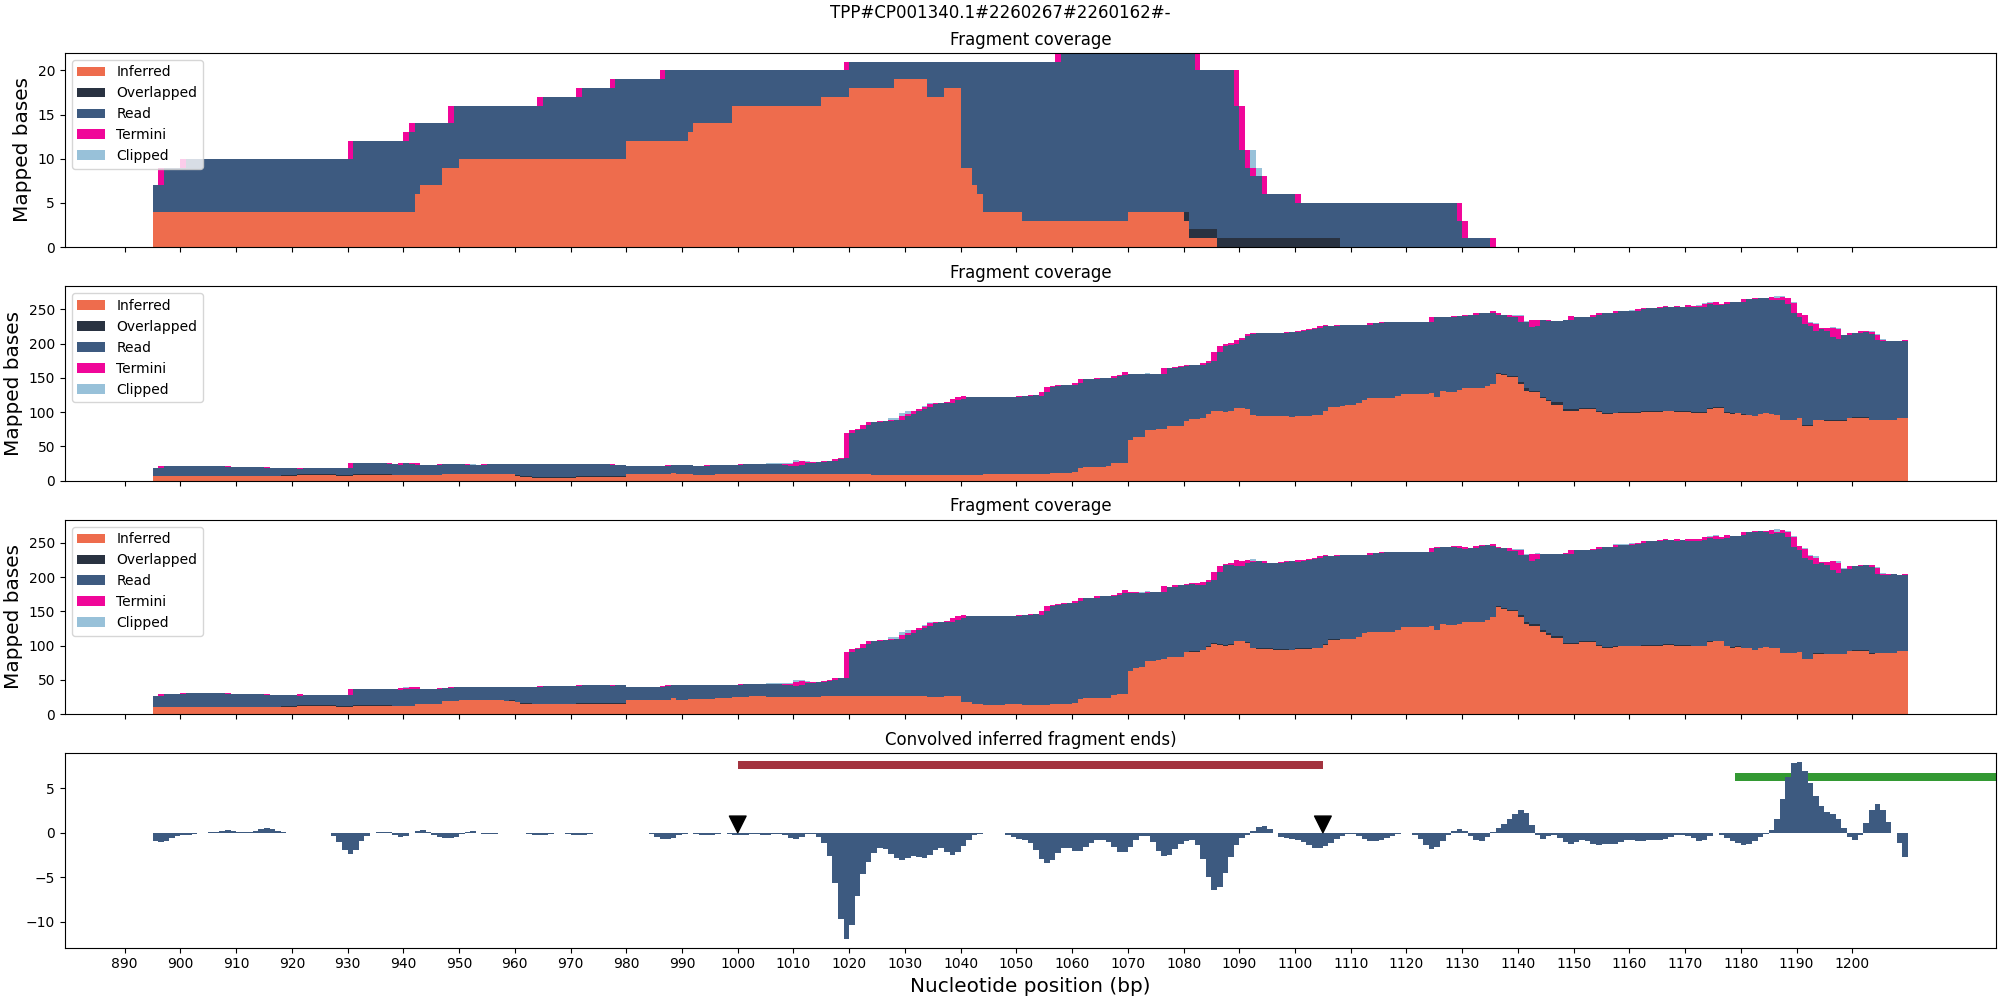 TPP#CP001340.1#2260267#2260162#-
Fragment coverage
Mapped bases
20
15
10
5
0
Inferred
Overlapped
Read
Termini
Clipped
Fragment coverage
Mapped bases
250
200
150
100
50
0
Inferred
Overlapped
Read
Termini
Clipped
Fragment coverage
Mapped bases
250
200
150
100
50
0
Inferred
Overlapped
Read
Termini
Clipped
Convolved inferred fragment ends)
5
0
−5
−10
890 900 910 920 930 940 950 960 970 980 990 1000 1010 1020 1030 1040 1050 1060 1070 1080 1090 1100 1110 1120 1130 1140 1150 1160 1170 1180 1190 1200
Nucleotide position (bp)